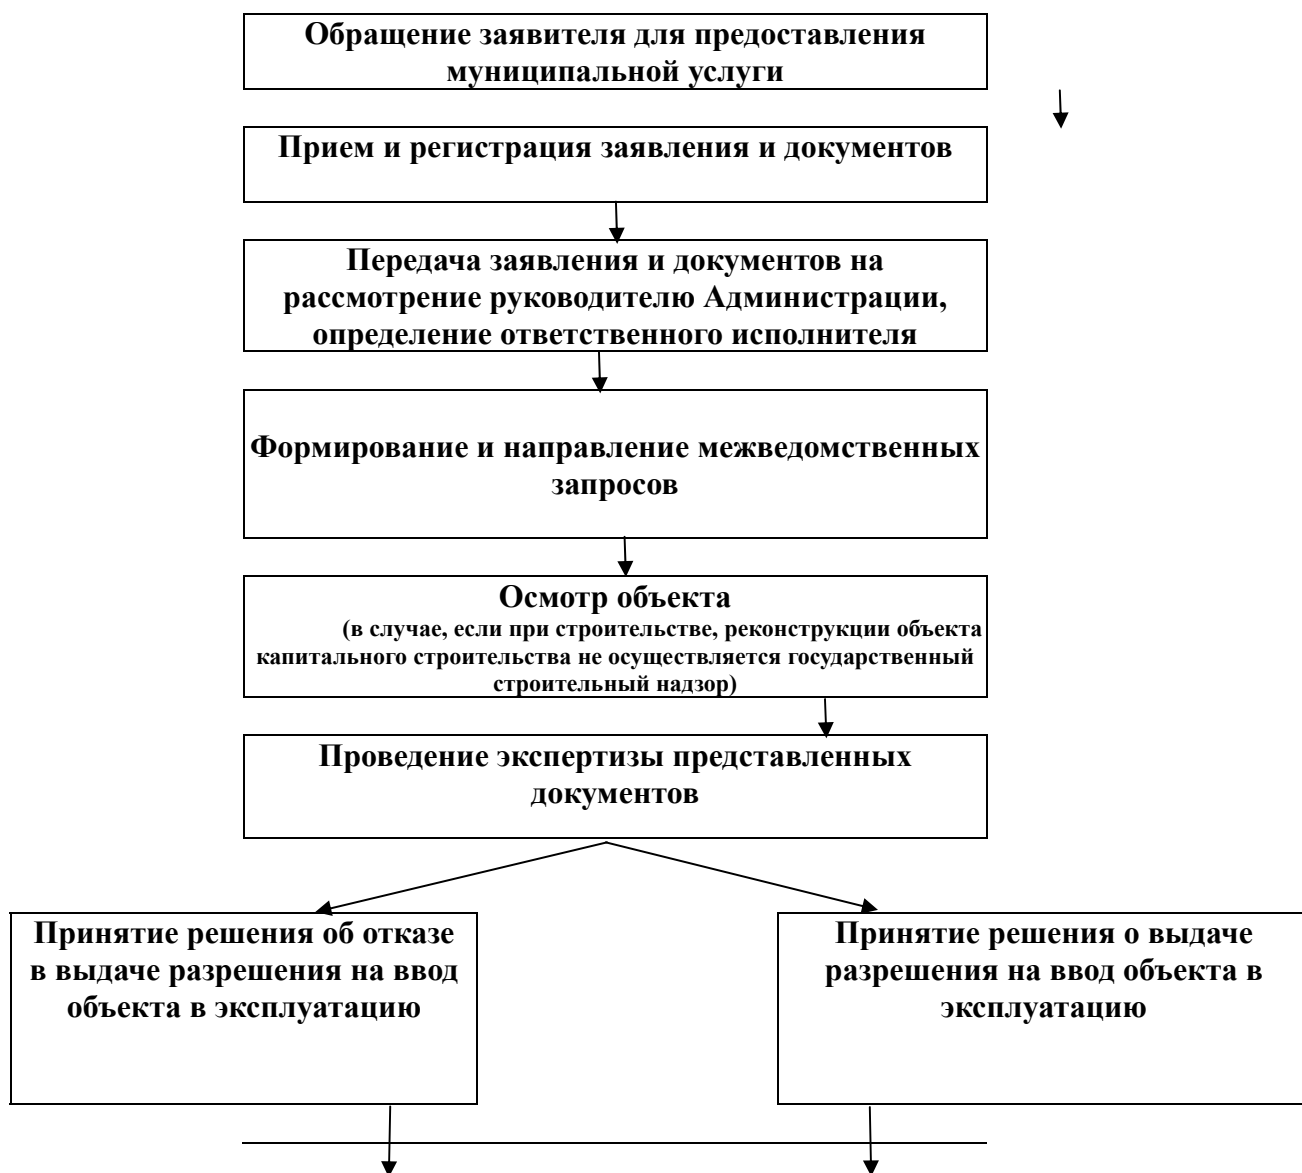 Обращение заявителя для предоставления
муниципальной услуги
Прием и регистрация заявления и документов
Передача заявления и документов на
рассмотрение руководителю Администрации,
определение ответственного исполнителя
Формирование и направление межведомственных
запросов
Осмотр объекта
(в случае, если при строительстве, реконструкции объекта
капитального строительства не осуществляется государственный
строительный надзор)
Проведение экспертизы представленных
документов
Принятие решения об отказе
в выдаче разрешения на ввод
объекта в эксплуатацию
Принятие решения о выдаче
разрешения на ввод объекта в
эксплуатацию